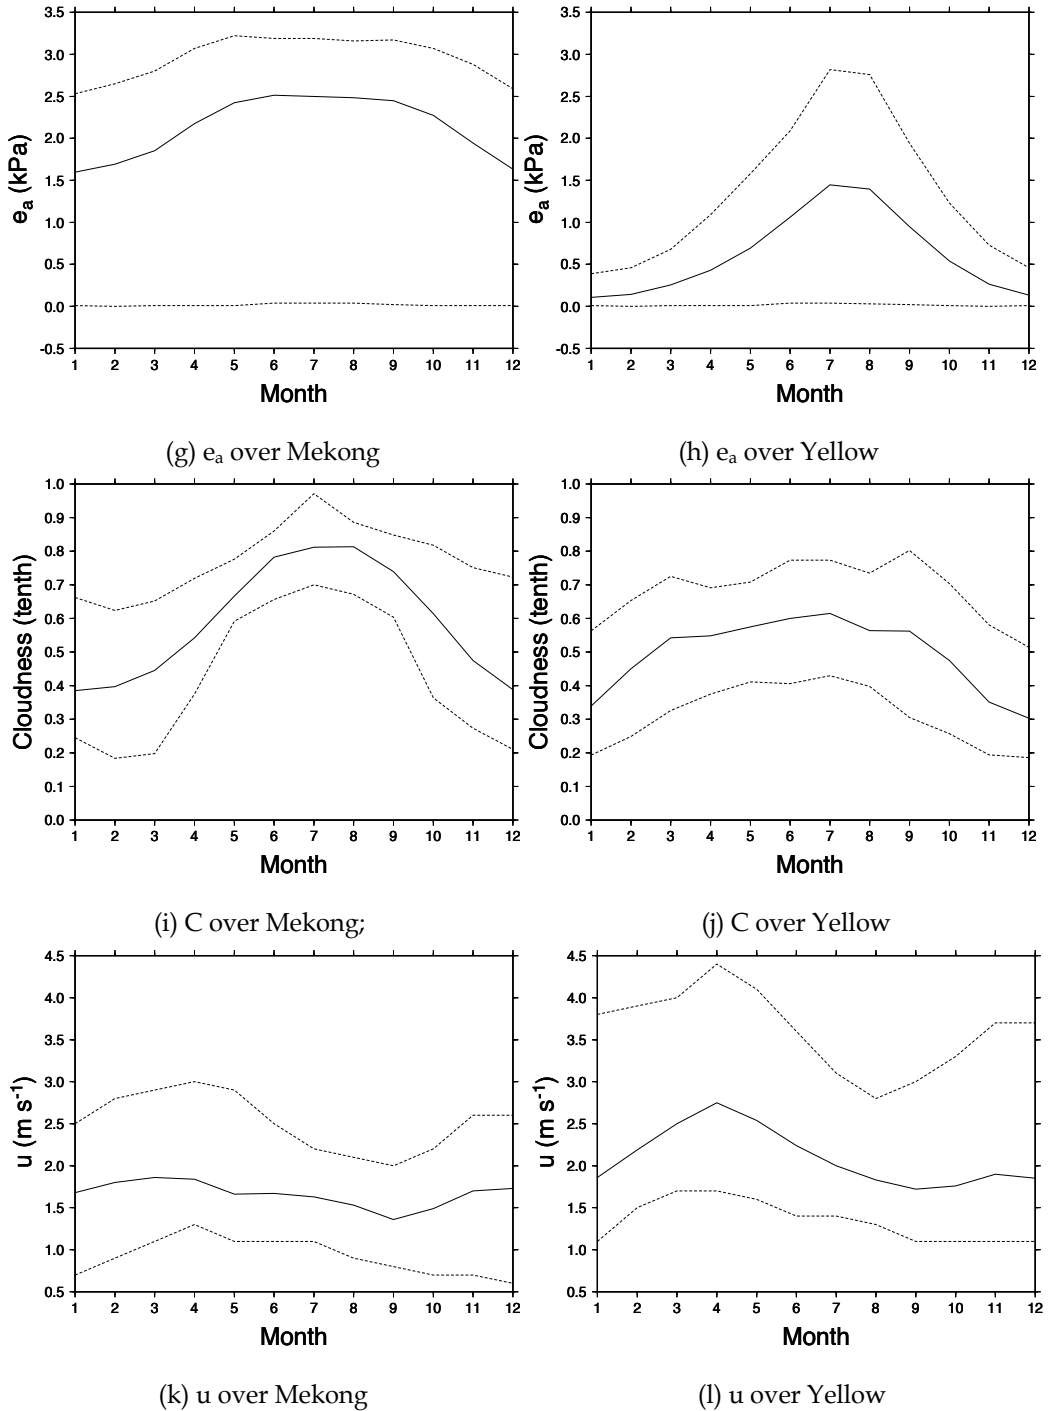 3.5
3.0
2.5
2.0
1.5
1.0
0.5
0.0
-0.5
eₐ (kPa)
1 2 3 4 5 6 7 8 9 10 11 12
Month
(g) eₐ over Mekong
3.5
3.0
2.5
2.0
1.5
1.0
0.5
0.0
-0.5
eₐ (kPa)
1 2 3 4 5 6 7 8 9 10 11 12
Month
(h) eₐ over Yellow
1.0
0.9
0.8
0.7
0.6
0.5
0.4
0.3
0.2
0.1
0.0
Cloudness (tenth)
1 2 3 4 5 6 7 8 9 10 11 12
Month
(i) C over Mekong;
1.0
0.9
0.8
0.7
0.6
0.5
0.4
0.3
0.2
0.1
0.0
Cloudness (tenth)
1 2 3 4 5 6 7 8 9 10 11 12
Month
(j) C over Yellow
4.5
4.0
3.5
3.0
2.5
2.0
1.5
1.0
0.5
u (m s⁻¹)
1 2 3 4 5 6 7 8 9 10 11 12
Month
(k) u over Mekong
4.5
4.0
3.5
3.0
2.5
2.0
1.5
1.0
0.5
u (m s⁻¹)
1 2 3 4 5 6 7 8 9 10 11 12
Month
(l) u over Yellow